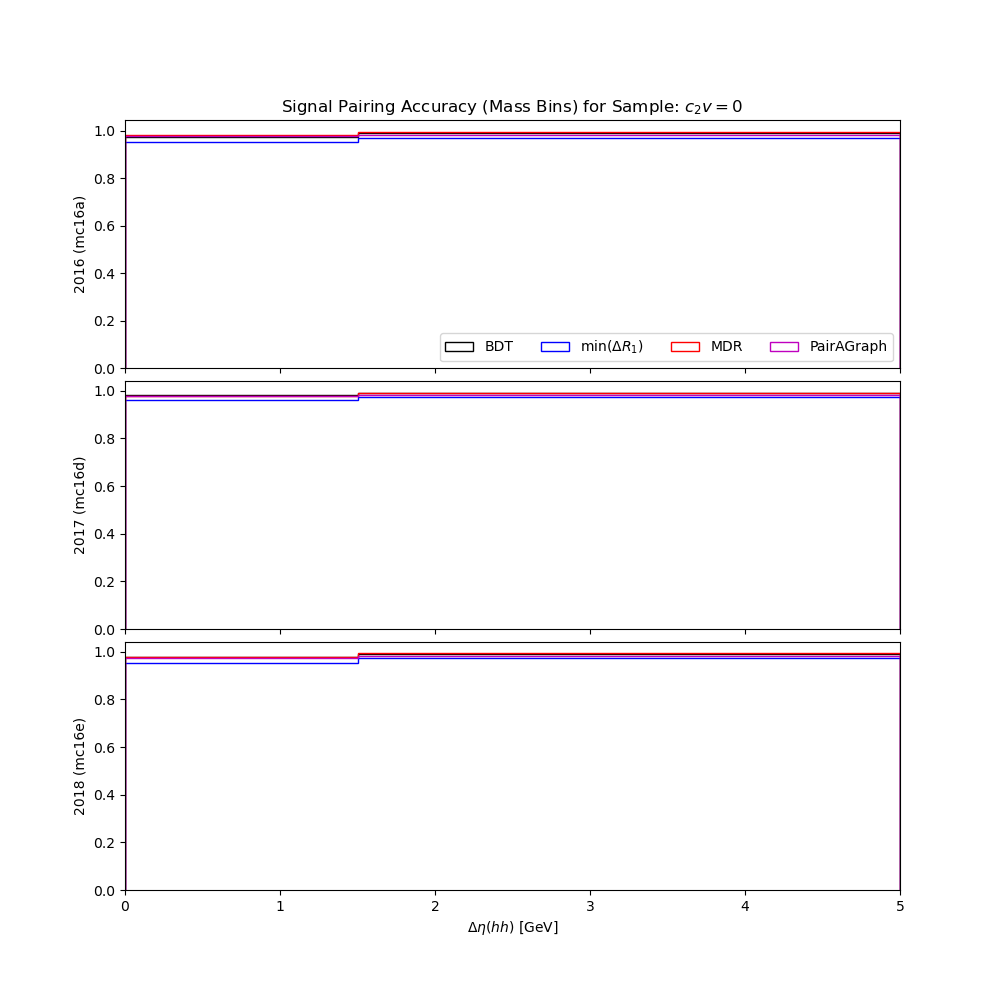 Signal Pairing Accuracy (Mass Bins) for Sample: c₂v = 0
1.0
0.8
0.6
0.4
0.2
0.0
2016 (mc16a)
BDT min(ΔR₁) MDR PairAGraph
1.0
0.8
0.6
0.4
0.2
0.0
2017 (mc16d)
1.0
0.8
0.6
0.4
0.2
0.0
2018 (mc16e)
0 1 2 3 4 5
Δη(hh) [GeV]